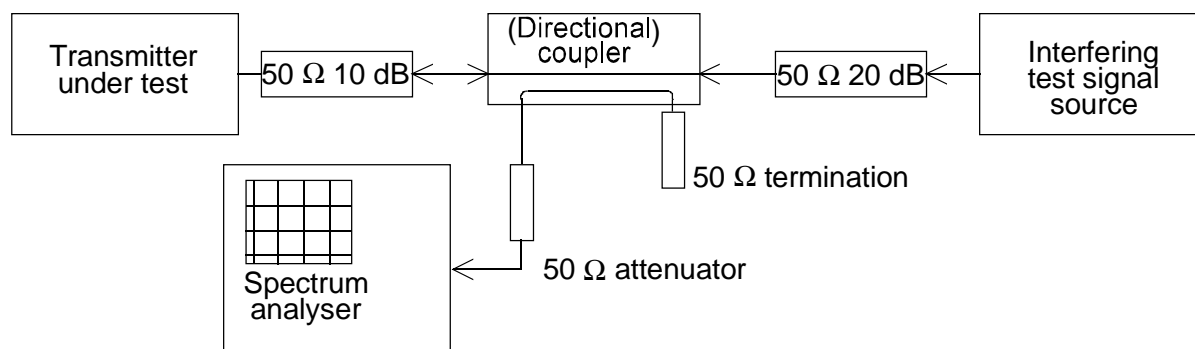 Transmitter
under test
50 Ω 10 dB
(Directional)
coupler
50 Ω 20 dB
Interfering
test signal
source
50 Ω termination
50 Ω attenuator
Spectrum
analyser